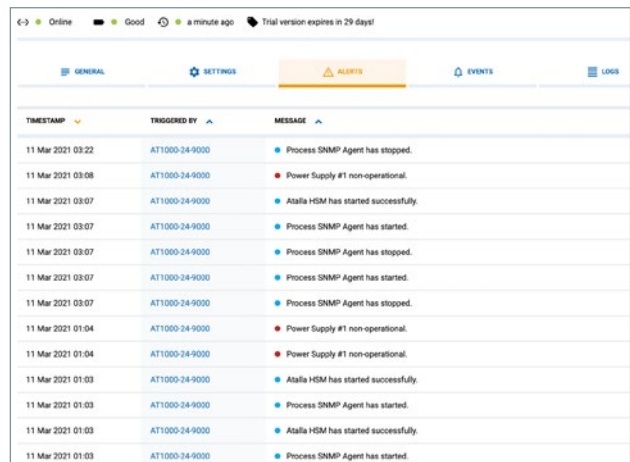 Online Good a minute ago Trial version expires in 29 days!
GENERAL SETTINGS ALERTS EVENTS LOGS
TIMESTAMP TRIGGERED BY MESSAGE
11 Mar 2021 03:22 AT1000-24-9000 Process SNMP Agent has stopped.
11 Mar 2021 03:08 AT1000-24-9000 Power Supply #1 non-operational.
11 Mar 2021 03:07 AT1000-24-9000 Atalla HSM has started successfully.
11 Mar 2021 03:07 AT1000-24-9000 Process SNMP Agent has started.
11 Mar 2021 03:07 AT1000-24-9000 Process SNMP Agent has stopped.
11 Mar 2021 03:07 AT1000-24-9000 Process SNMP Agent has started.
11 Mar 2021 03:07 AT1000-24-9000 Process SNMP Agent has stopped.
11 Mar 2021 01:04 AT1000-24-9000 Power Supply #1 non-operational.
11 Mar 2021 01:04 AT1000-24-9000 Power Supply #1 non-operational.
11 Mar 2021 01:03 AT1000-24-9000 Atalla HSM has started successfully.
11 Mar 2021 01:03 AT1000-24-9000 Process SNMP Agent has started.
11 Mar 2021 01:03 AT1000-24-9000 Atalla HSM has started successfully.
11 Mar 2021 01:03 AT1000-24-9000 Process SNMP Agent has started.